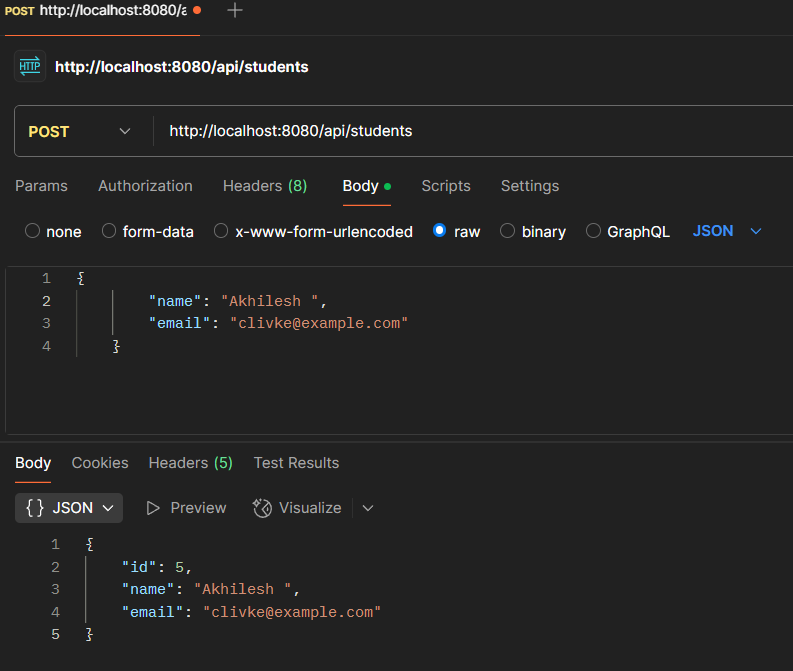 POST http://localhost:8080/a
HTTP http://localhost:8080/api/students
POST http://localhost:8080/api/students
Params Authorization Headers (8) Body Scripts Settings
none form-data x-www-form-urlencoded raw binary GraphQL JSON
1 {
2 "name": "Akhilesh ",
3 "email": "clivke@example.com"
4 }
Body Cookies Headers (5) Test Results
{} JSON Preview Visualize
1 {
2 "id": 5,
3 "name": "Akhilesh ",
4 "email": "clivke@example.com"
5 }